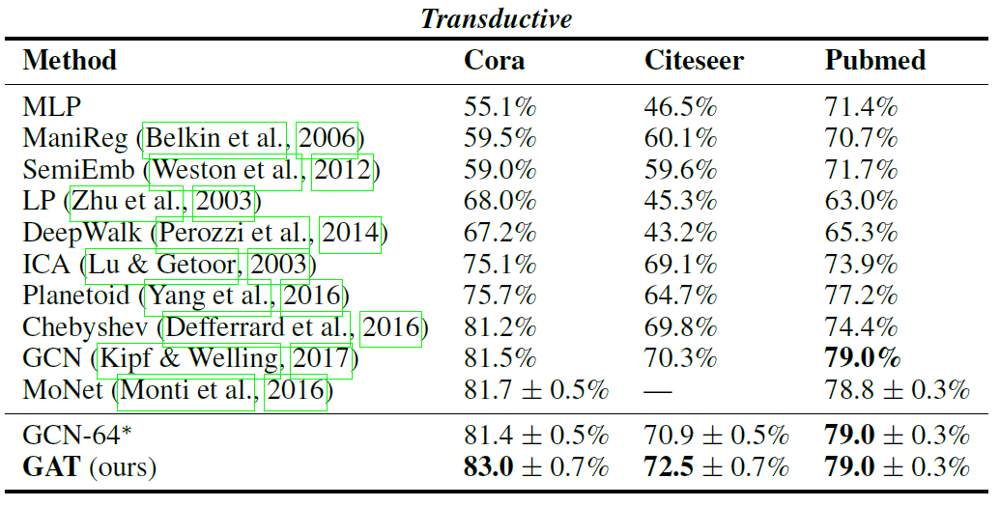 Transductive
Method Cora Citeseer Pubmed
MLP 55.1% 46.5% 71.4%
ManiReg (Belkin et al., 2006) 59.5% 60.1% 70.7%
SemiEmb (Weston et al., 2012) 59.0% 59.6% 71.7%
LP (Zhu et al., 2003) 68.0% 45.3% 63.0%
DeepWalk (Perozzi et al., 2014) 67.2% 43.2% 65.3%
ICA (Lu & Getoor, 2003) 75.1% 69.1% 73.9%
Planetoid (Yang et al., 2016) 75.7% 64.7% 77.2%
Chebyshev (Defferrard et al., 2016) 81.2% 69.8% 74.4%
GCN (Kipf & Welling, 2017) 81.5% 70.3% 79.0%
MoNet (Monti et al., 2016) 81.7 ± 0.5% — 78.8 ± 0.3%
GCN-64* 81.4 ± 0.5% 70.9 ± 0.5% 79.0 ± 0.3%
GAT (ours) 83.0 ± 0.7% 72.5 ± 0.7% 79.0 ± 0.3%